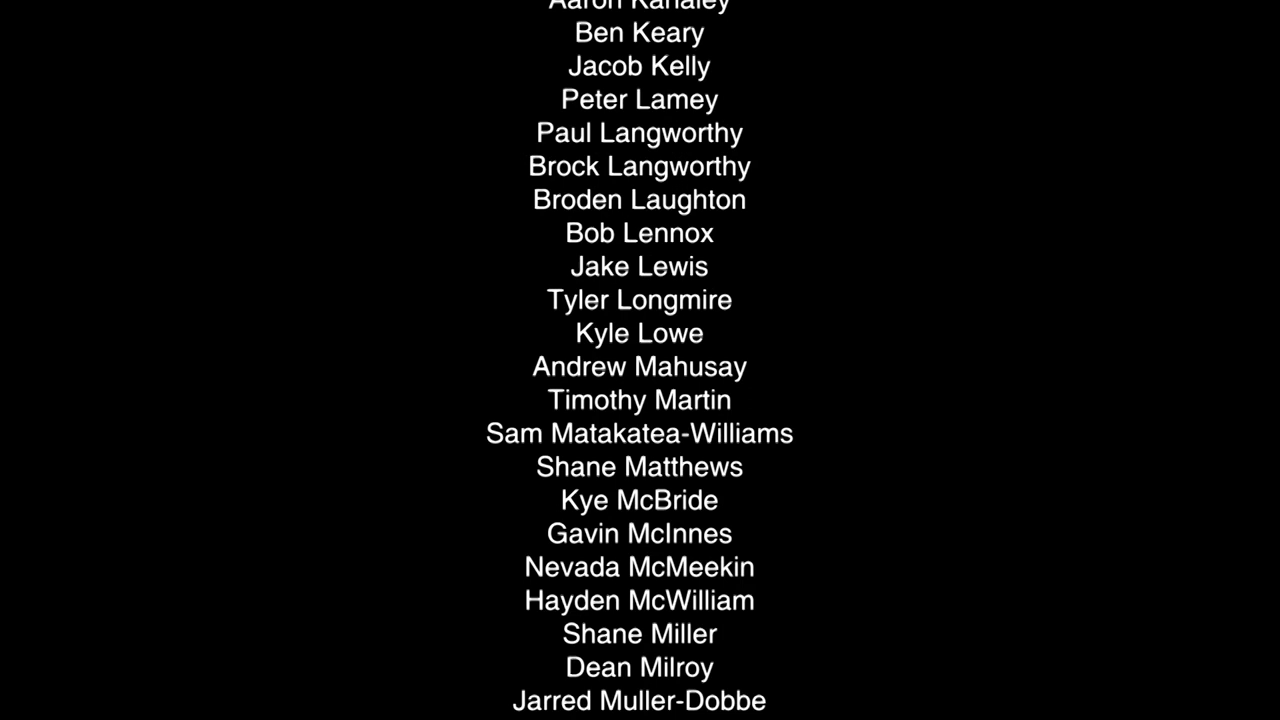 Aaron
Ben Keary
Jacob Kelly
Peter Lamey
Paul Langworthy
Brock Langworthy
Broden Laughton
Bob Lennox
Jake Lewis
Tyler Longmire
Kyle Lowe
Andrew Mahusay
Timothy Martin
Sam Matakatea-Williams
Shane Matthews
Kye McBride
Gavin McInnes
Nevada McMeekin
Hayden McWilliam
Shane Miller
Dean Milroy
Jarred Muller-Dobbe